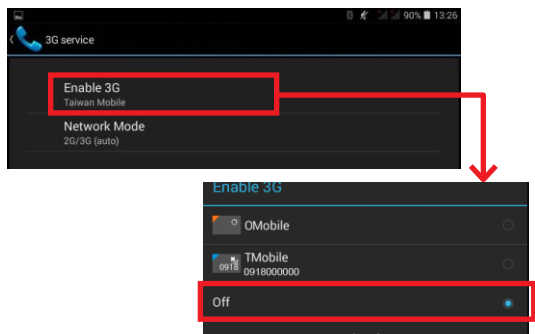 90% 13:26
3G service
Enable 3G
Taiwan Mobile
Network Mode
2G/3G (auto)
Enable 3G
OMobile
TMobile
0918
0918000000
Off